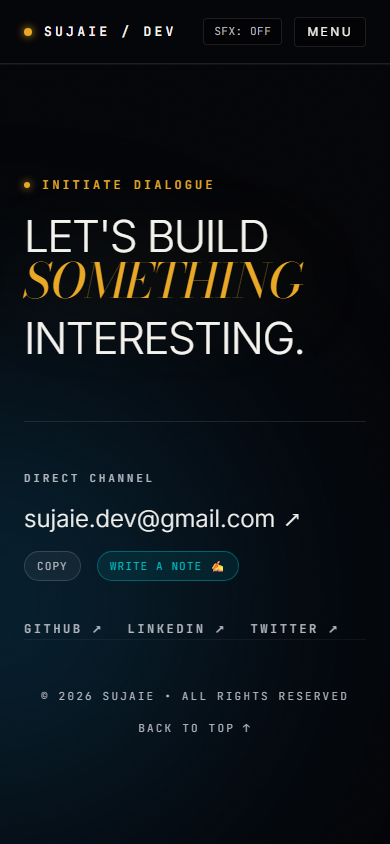 SUJAIE / DEV
SFX: OFF
MENU
INITIATE DIALOGUE
LET'S BUILD
SOMETHING
INTERESTING.
DIRECT CHANNEL
sujaie.dev@gmail.com ↗
COPY
WRITE A NOTE ✍️
GITHUB ↗ LINKEDIN ↗ TWITTER ↗
© 2026 SUJAIE • ALL RIGHTS RESERVED
BACK TO TOP ↑